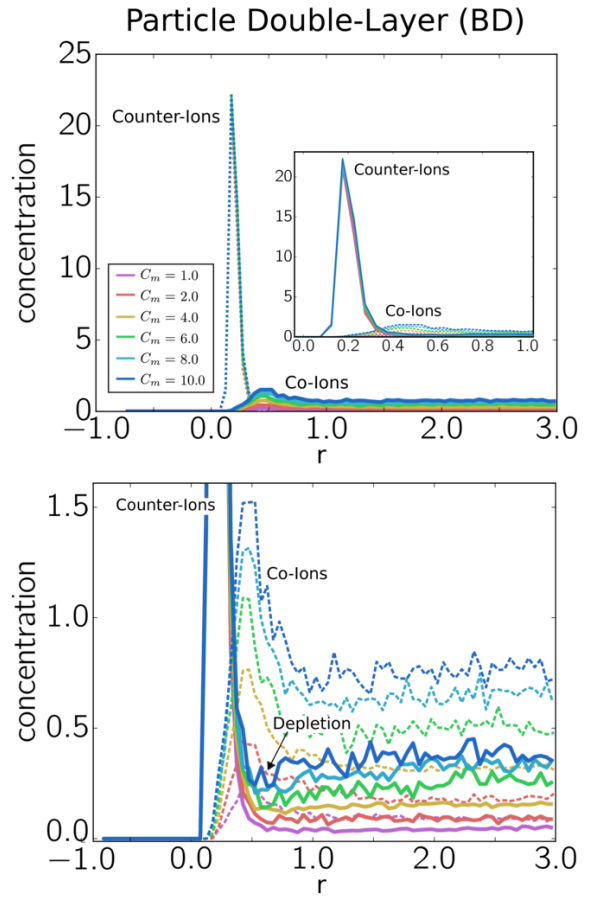 Particle Double-Layer (BD)
25
20
15
10
5
0
concentration
Counter-Ions
C_m = 1.0
C_m = 2.0
C_m = 4.0
C_m = 6.0
C_m = 8.0
C_m = 10.0
20
15
10
5
0
Counter-Ions
Co-Ions
0.0 0.2 0.4 0.6 0.8 1.0
Co-Ions
−1.0 0.0 1.0 2.0 3.0
r
1.5
1.0
0.5
0.0
concentration
Counter-Ions
Co-Ions
Depletion
−1.0 0.0 1.0 2.0 3.0
r